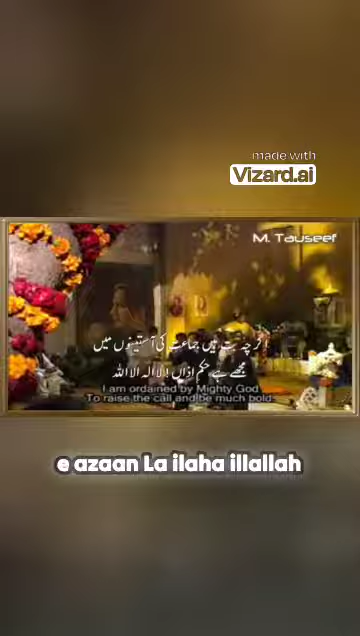 made with
Vizard.ai
M. Tauseef
اگرچہ بت ہیں جماعت کی آستینوں میں
مجھے ہے حکم اذاں لا الہ الا اللہ
I am ordained by Mighty God
To raise the call and be much bold.
e azaan La ilaha illallah